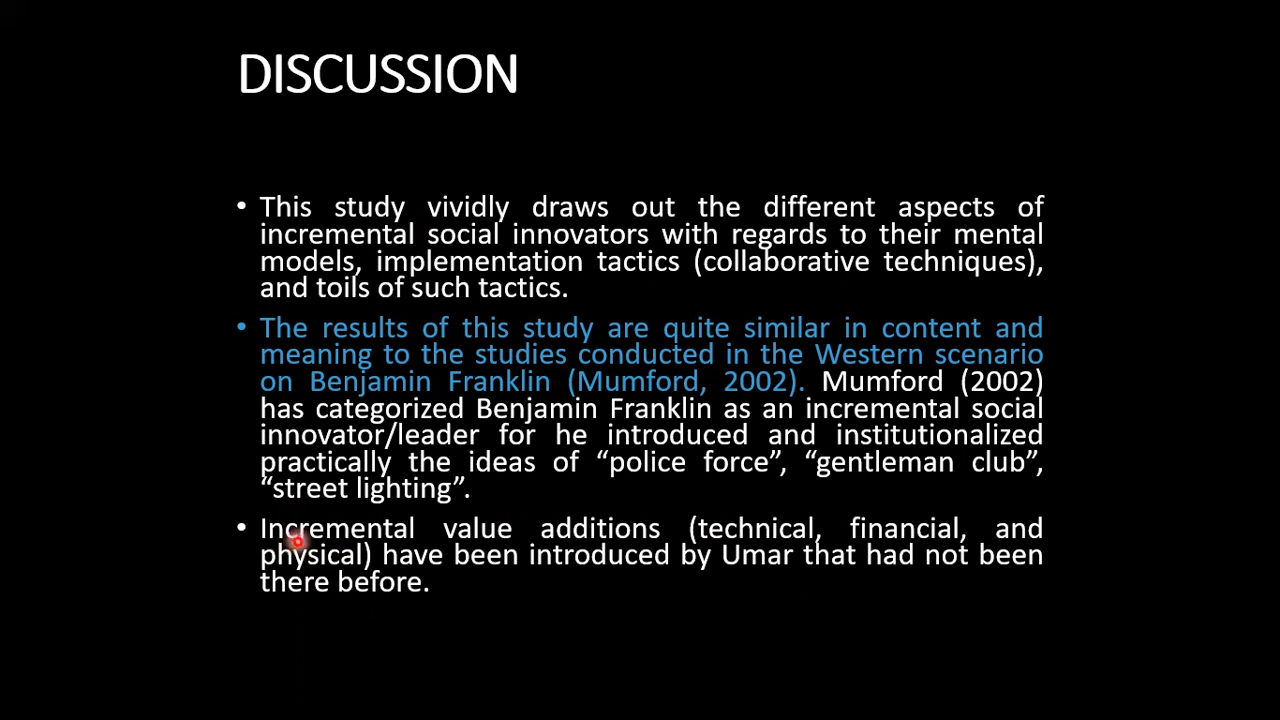 DISCUSSION
• This study vividly draws out the different aspects of
incremental social innovators with regards to their mental
models, implementation tactics (collaborative techniques),
and toils of such tactics.
• The results of this study are quite similar in content and
meaning to the studies conducted in the Western scenario
on Benjamin Franklin (Mumford, 2002). Mumford (2002)
has categorized Benjamin Franklin as an incremental social
innovator/leader for he introduced and institutionalized
practically the ideas of “police force”, “gentleman club”,
“street lighting”.
• Incremental value additions (technical, financial, and
physical) have been introduced by Umar that had not been
there before.